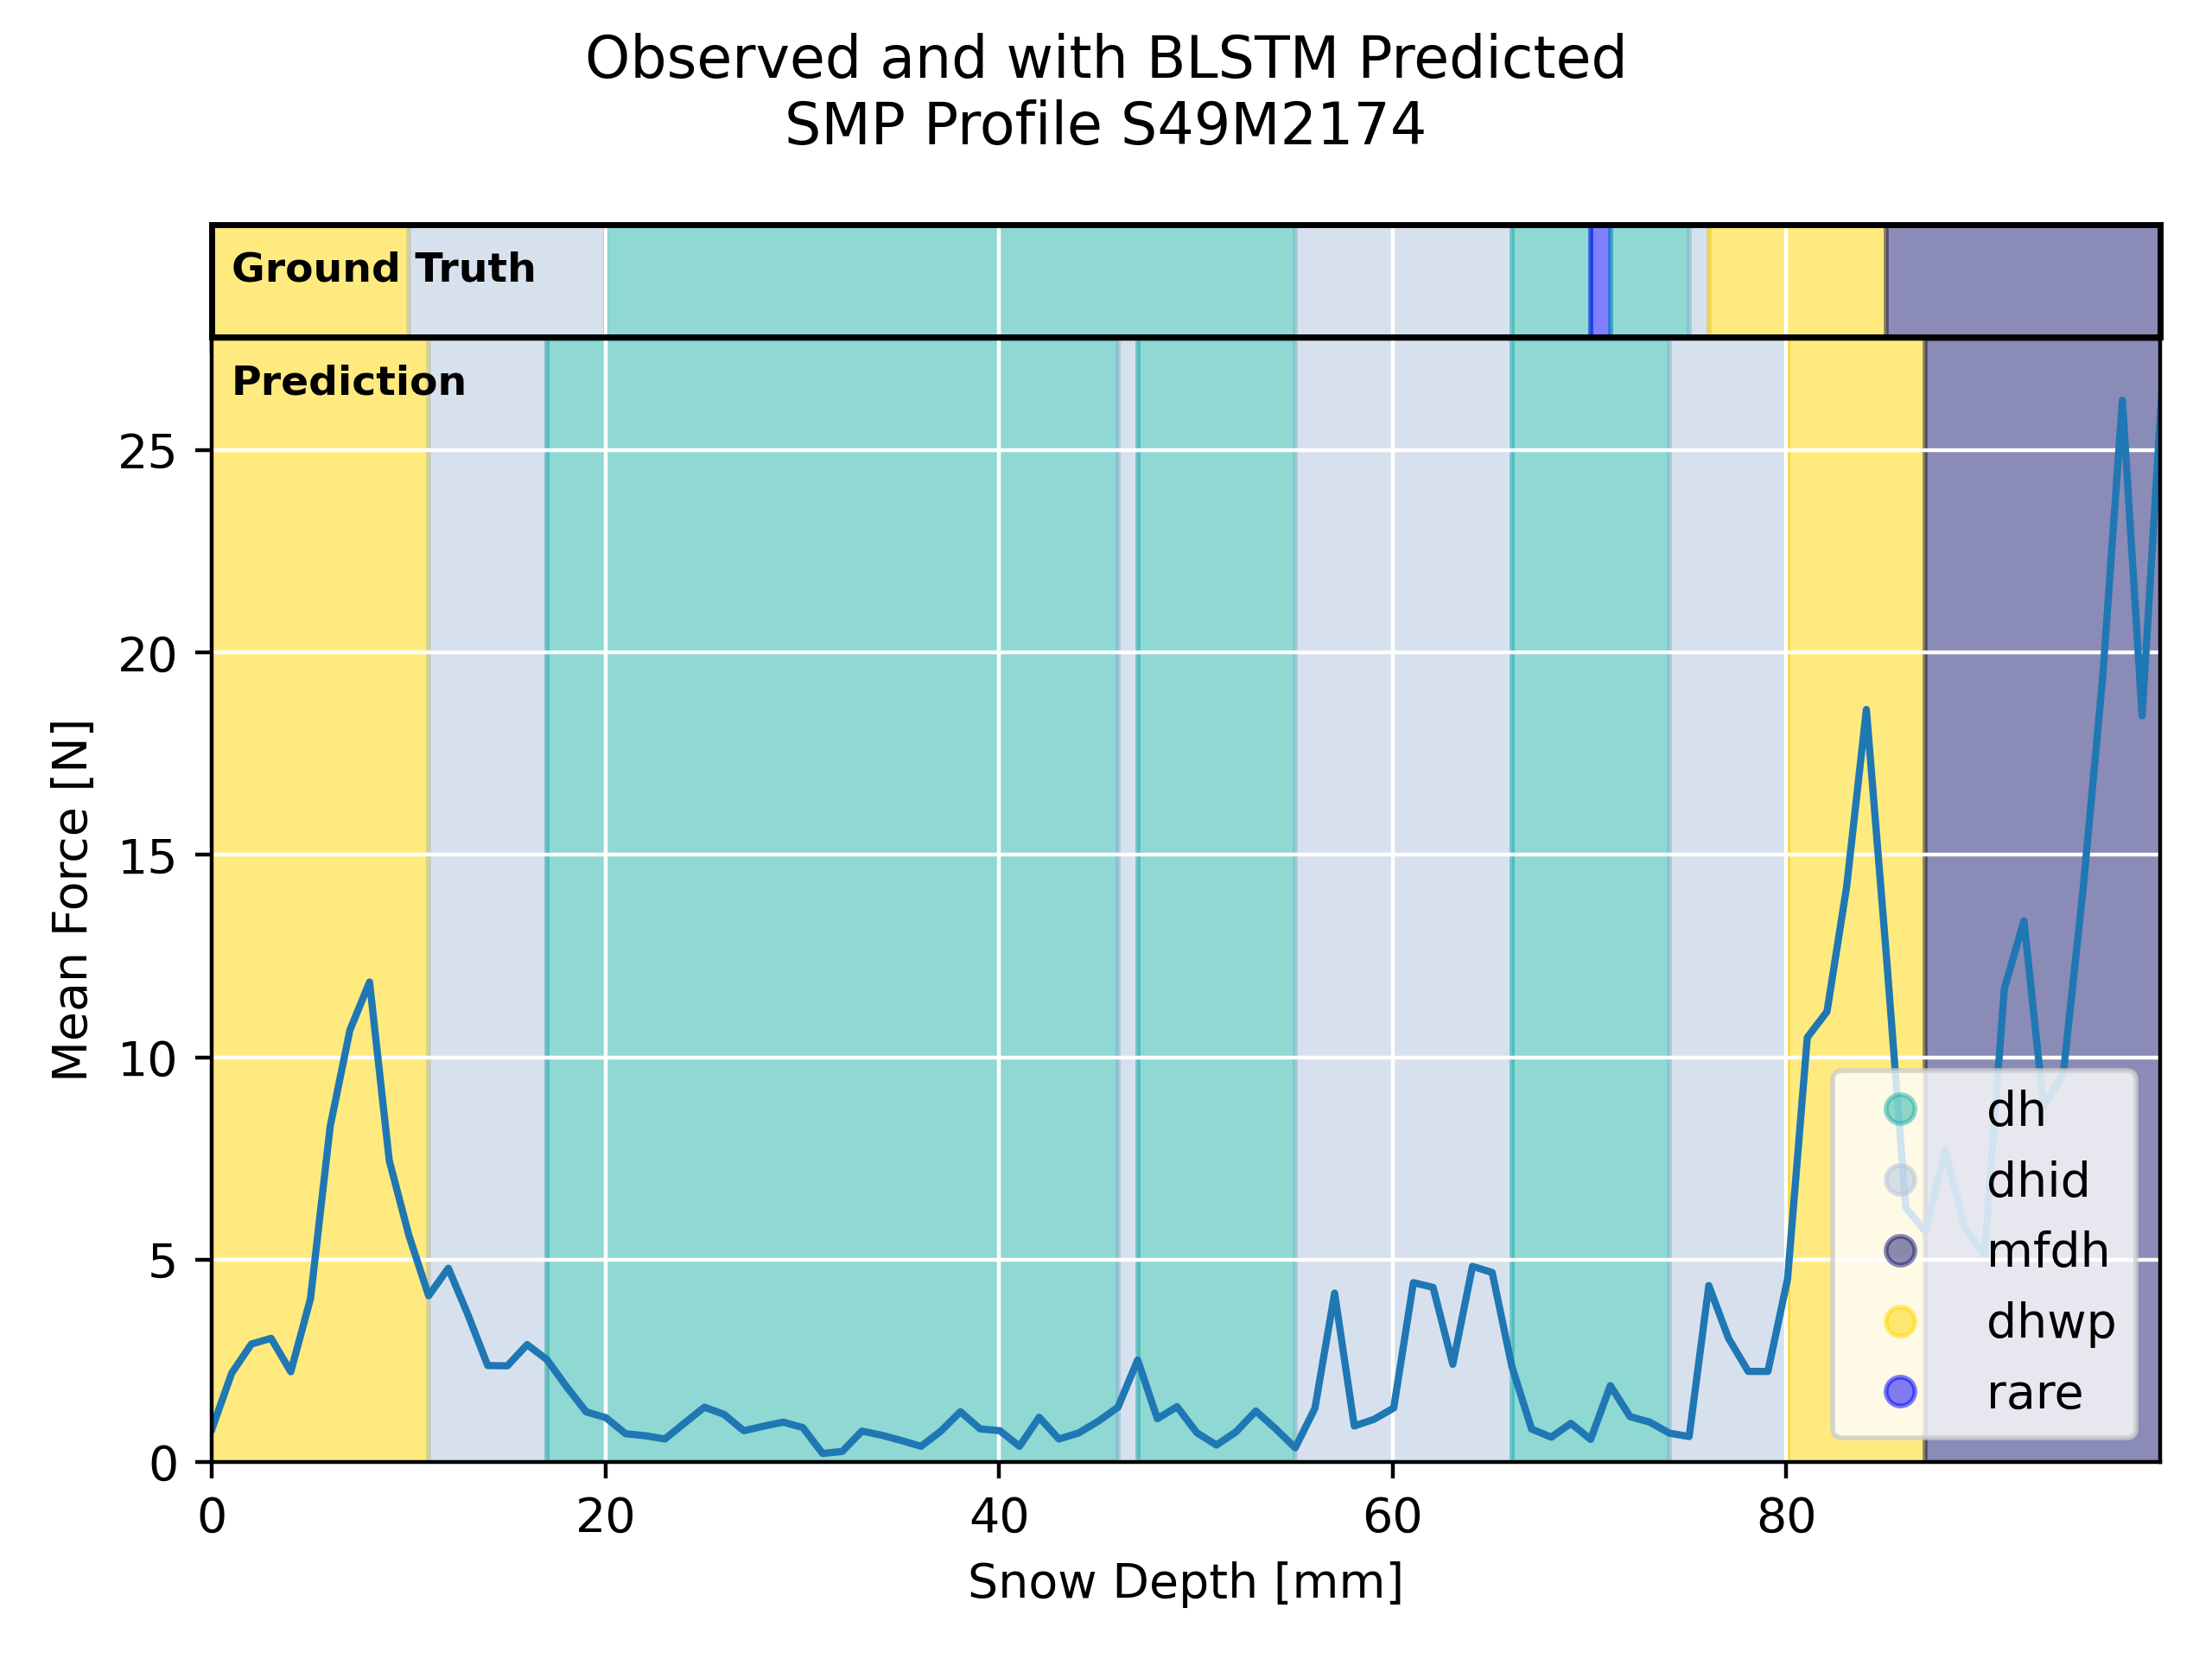 Observed and with BLSTM Predicted
SMP Profile S49M2174
Ground Truth
Prediction
25
20
15
10
5
0
Mean Force [N]
dh
dhid
mfdh
dhwp
rare
0 20 40 60 80
Snow Depth [mm]